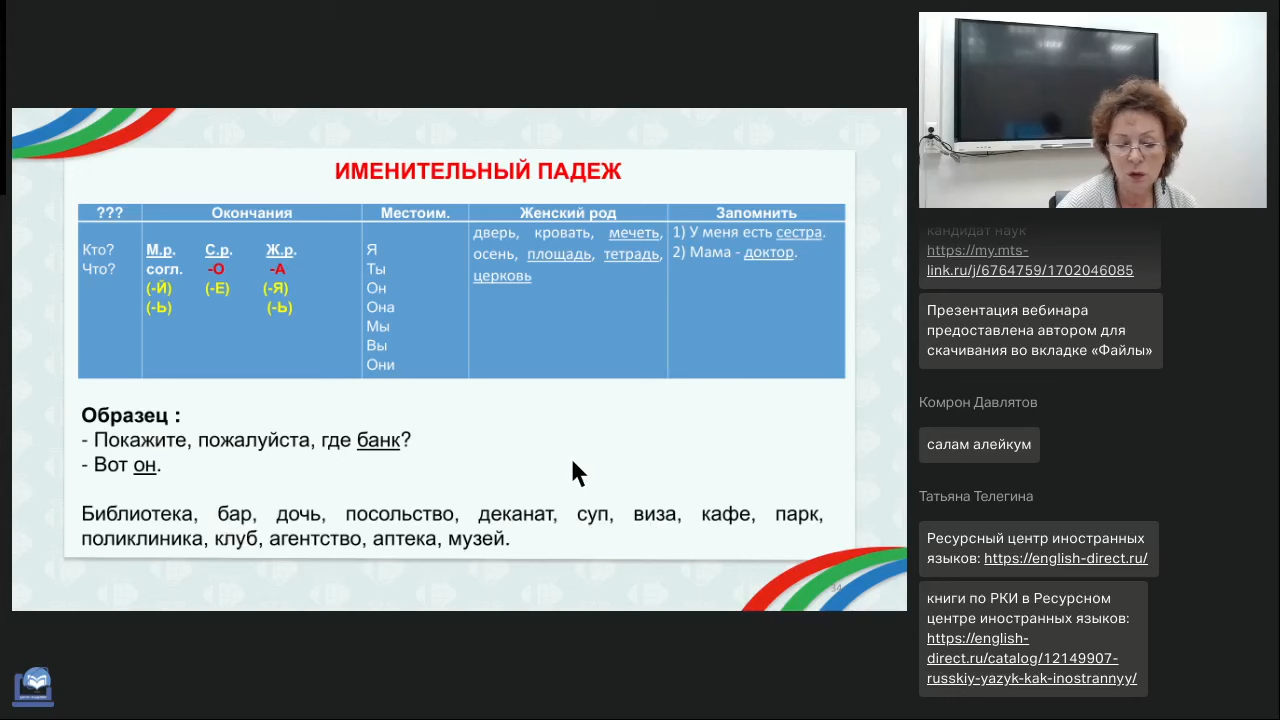 ИМЕНИТЕЛЬНЫЙ ПАДЕЖ
??? Окончания Местоим. Женский род Запомнить
Кто?
Что?
М.р. С.р. Ж.р.
согл. -О -А
(-Й) (-Е) (-Я)
(-Ь) (-Ь)
Я
Ты
Он
Она
Мы
Вы
Они
дверь, кровать, мечеть,
осень, площадь, тетрадь,
церковь
1) У меня есть сестра.
2) Мама - доктор.
Образец :
- Покажите, пожалуйста, где банк?
- Вот он.
Библиотека, бар, дочь, посольство, деканат, суп, виза, кафе, парк,
поликлиника, клуб, агентство, аптека, музей.
кандидат наук
https://my.mts-
link.ru/j/6764759/1702046085
Презентация вебинара
предоставлена автором для
скачивания во вкладке «Файлы»
Комрон Давлятов
салам алейкум
Татьяна Телегина
Ресурсный центр иностранных
языков: https://english-direct.ru/
книги по РКИ в Ресурсном
центре иностранных языков:
https://english-
direct.ru/catalog/12149907-
russkiy-yazyk-kak-inostrannyy/